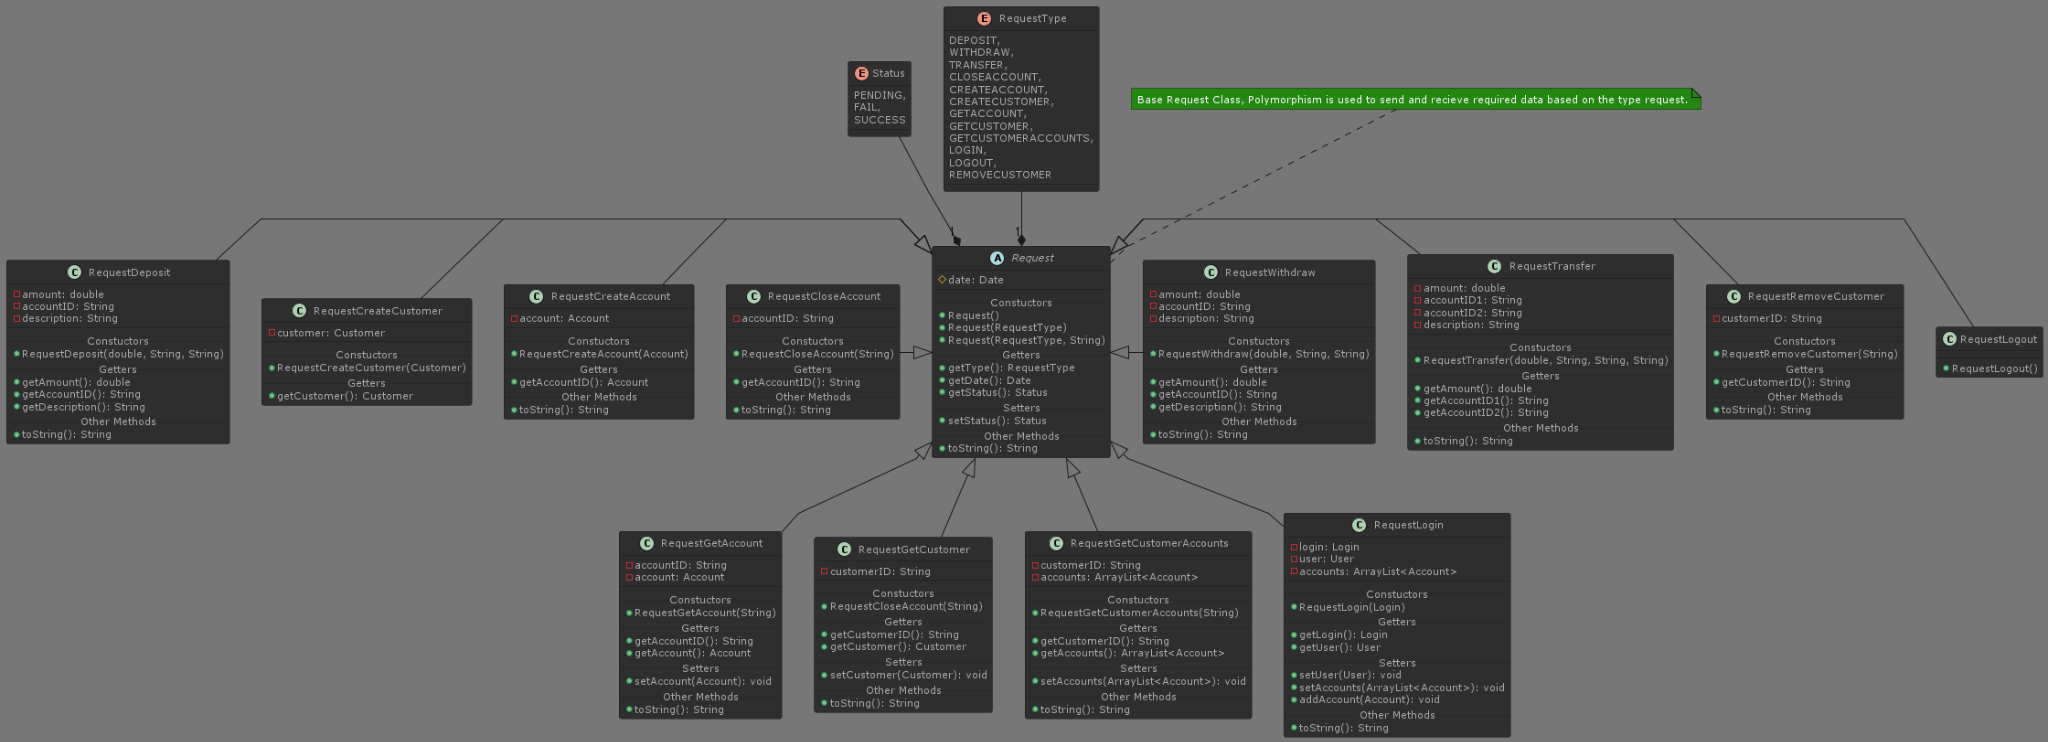 E RequestType
DEPOSIT,
WITHDRAW,
TRANSFER,
CLOSEACCOUNT,
CREATEACCOUNT,
CREATECUSTOMER,
GETACCOUNT,
GETCUSTOMER,
GETCUSTOMERACCOUNTS,
LOGIN,
LOGOUT,
REMOVECUSTOMER
E Status
PENDING,
FAIL,
SUCCESS
Base Request Class, Polymorphism is used to send and recieve required data based on the type request.
1
1
C RequestDeposit
amount: double
accountID: String
description: String
Constuctors
RequestDeposit(double, String, String)
Getters
getAmount(): double
getAccountID(): String
getDescription(): String
Other Methods
toString(): String
C RequestCreateCustomer
customer: Customer
Constuctors
RequestCreateCustomer(Customer)
Getters
getCustomer(): Customer
C RequestCreateAccount
account: Account
Constuctors
RequestCreateAccount(Account)
Getters
getAccountID(): Account
Other Methods
toString(): String
C RequestCloseAccount
accountID: String
Constuctors
RequestCloseAccount(String)
Getters
getAccountID(): String
Other Methods
toString(): String
A Request
date: Date
Constuctors
Request()
Request(RequestType)
Request(RequestType, String)
Getters
getType(): RequestType
getDate(): Date
getStatus(): Status
Setters
setStatus(): Status
Other Methods
toString(): String
C RequestWithdraw
amount: double
accountID: String
description: String
Constuctors
RequestWithdraw(double, String, String)
Getters
getAmount(): double
getAccountID(): String
getDescription(): String
Other Methods
toString(): String
C RequestTransfer
amount: double
accountID1: String
accountID2: String
description: String
Constuctors
RequestTransfer(double, String, String, String)
Getters
getAmount(): double
getAccountID1(): String
getAccountID2(): String
Other Methods
toString(): String
C RequestRemoveCustomer
customerID: String
Constuctors
RequestRemoveCustomer(String)
Getters
getCustomerID(): String
Other Methods
toString(): String
C RequestLogout
RequestLogout()
C RequestGetAccount
accountID: String
account: Account
Constuctors
RequestGetAccount(String)
Getters
getAccountID(): String
getAccount(): Account
Setters
setAccount(Account): void
Other Methods
toString(): String
C RequestGetCustomer
customerID: String
Constuctors
RequestCloseAccount(String)
Getters
getCustomerID(): String
getCustomer(): Customer
Setters
setCustomer(Customer): void
Other Methods
toString(): String
C RequestGetCustomerAccounts
customerID: String
accounts: ArrayList<Account>
Constuctors
RequestGetCustomerAccounts(String)
Getters
getCustomerID(): String
getAccounts(): ArrayList<Account>
Setters
setAccounts(ArrayList<Account>): void
Other Methods
toString(): String
C RequestLogin
login: Login
user: User
accounts: ArrayList<Account>
Constuctors
RequestLogin(Login)
Getters
getLogin(): Login
getUser(): User
Setters
setUser(User): void
setAccounts(ArrayList<Account>): void
addAccount(Account): void
Other Methods
toString(): String